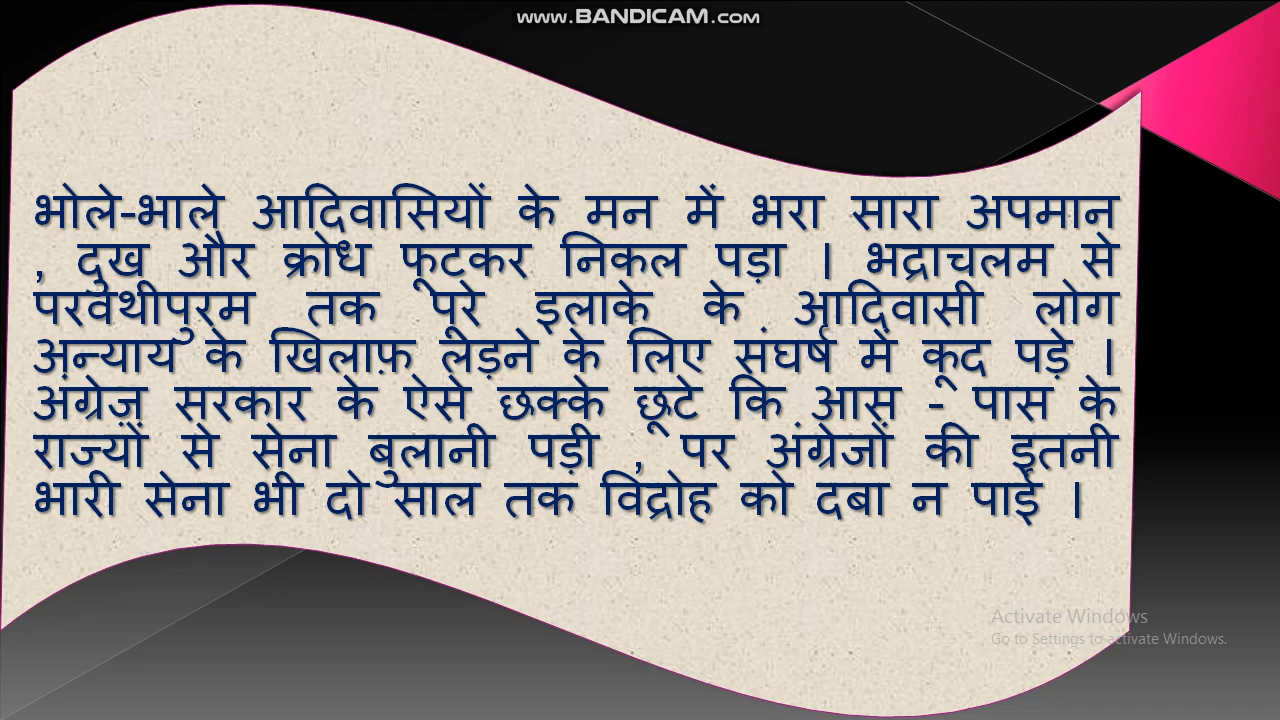 www.BANDICAM.com
भोले-भाले आदिवासियों के मन में भरा सारा अपमान
, दुख और क्रोध फूटकर निकल पड़ा । भद्राचलम से
परवथीपुरम तक पूरे इलाके के आदिवासी लोग
अन्याय के खिलाफ़ लड़ने के लिए संघर्ष में कूद पड़े ।
अंग्रेज़ सरकार के ऐसे छक्के छूटे कि आस - पास के
राज्यों से सेना बुलानी पड़ी , पर अंग्रेजों की इतनी
भारी सेना भी दो साल तक विद्रोह को दबा न पाई ।
Activate Windows
Go to Settings to activate Windows.